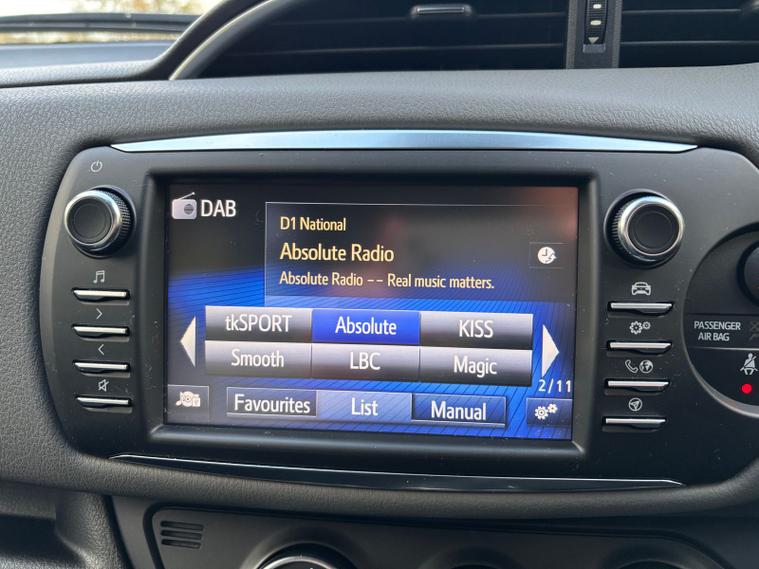 DAB
D1 National
Absolute Radio
Absolute Radio -- Real music matters.
tkSPORT Absolute KISS
Smooth LBC Magic
2/11
Favourites List Manual
PASSENGER
AIR BAG